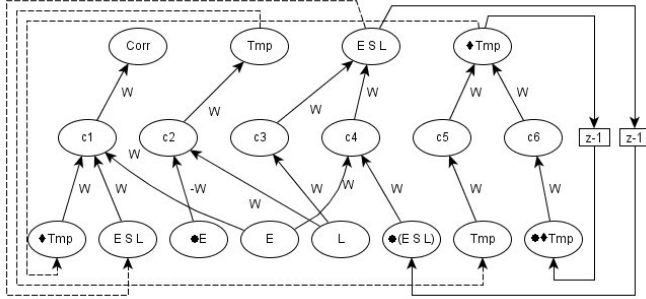 Corr Tmp E S L ♦Tmp
W W W W W W
c1 c2 c3 c4 c5 c6 z-1 z-1
W
W W -W W W W W W W
♦Tmp E S L ●E E L ●(E S L) Tmp ●♦Tmp